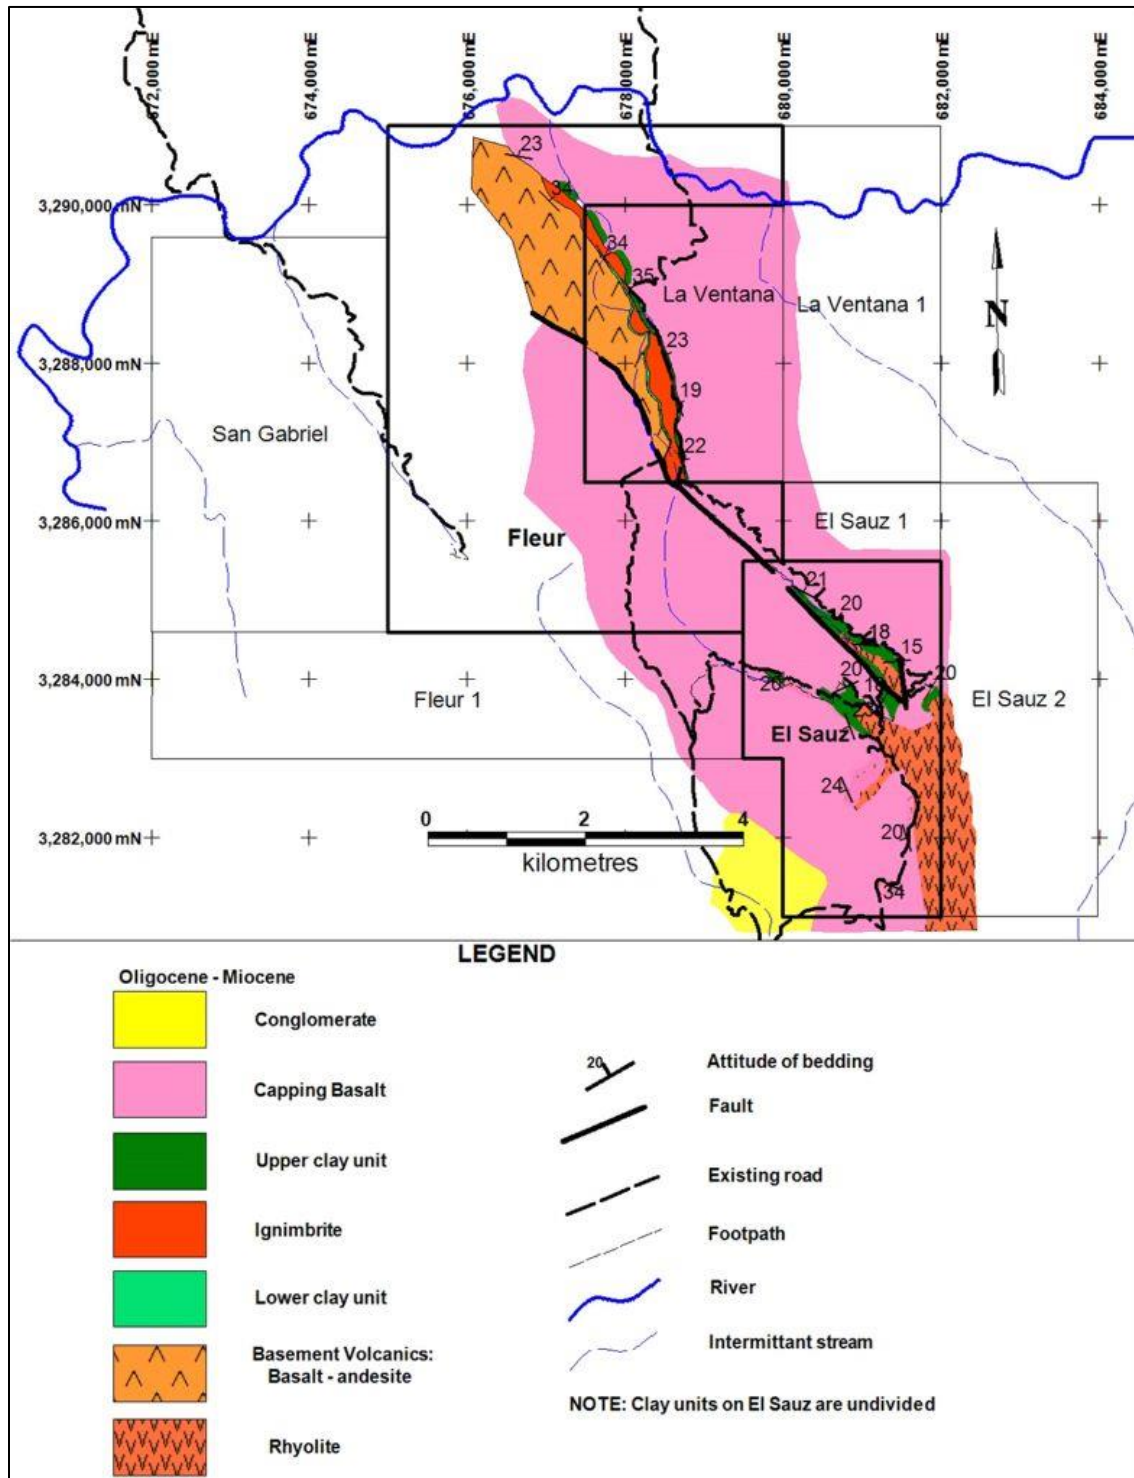 672,000 mE
674,000 mE
676,000 mE
678,000 mE
680,000 mE
682,000 mE
684,000 mE
23
3,290,000 mN
34
34
35
La Ventana
La Ventana 1
N
3,288,000 mN
23
19
San Gabriel
22
3,286,000 mN
Fleur
El Sauz 1
21
20
18
15
20
20
3,284,000 mN
20
Fleur 1
El Sauz 2
El Sauz
24
0
2
4
3,282,000 mN
20
kilometres
34
LEGEND
Oligocene - Miocene
Conglomerate
Capping Basalt
Upper clay unit
Ignimbrite
Lower clay unit
Basement Volcanics:
Basalt - andesite
Rhyolite
20
Attitude of bedding
Fault
Existing road
Footpath
River
Intermittant stream
NOTE: Clay units on El Sauz are undivided